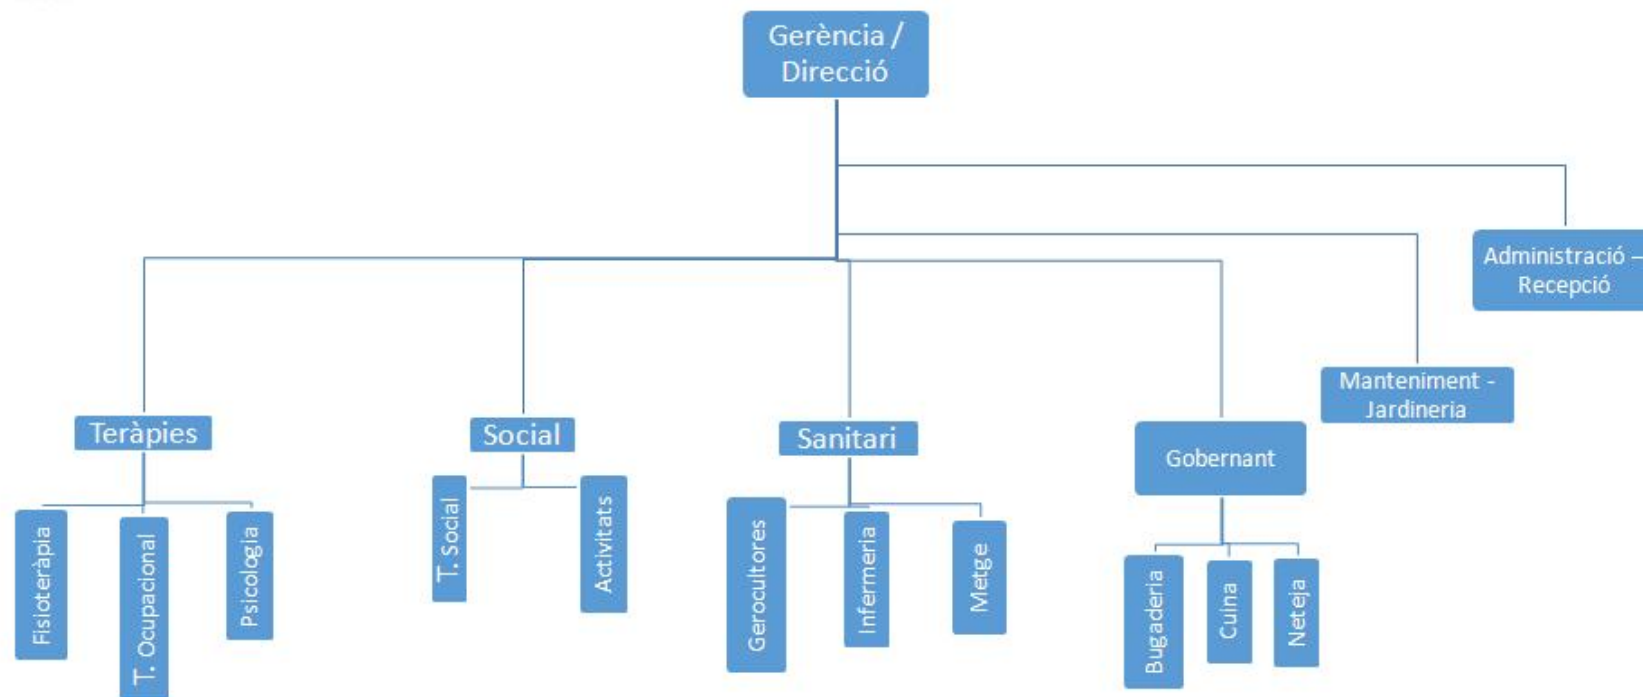 Gerència /
Direcció
Administració –
Recepció
Manteniment -
Jardineria
Teràpies
Social
Sanitari
Gobernant
Fisioteràpia
T. Ocupacional
Psicologia
T. Social
Activitats
Gerocultores
Infermeria
Metge
Bugaderia
Cuina
Neteja